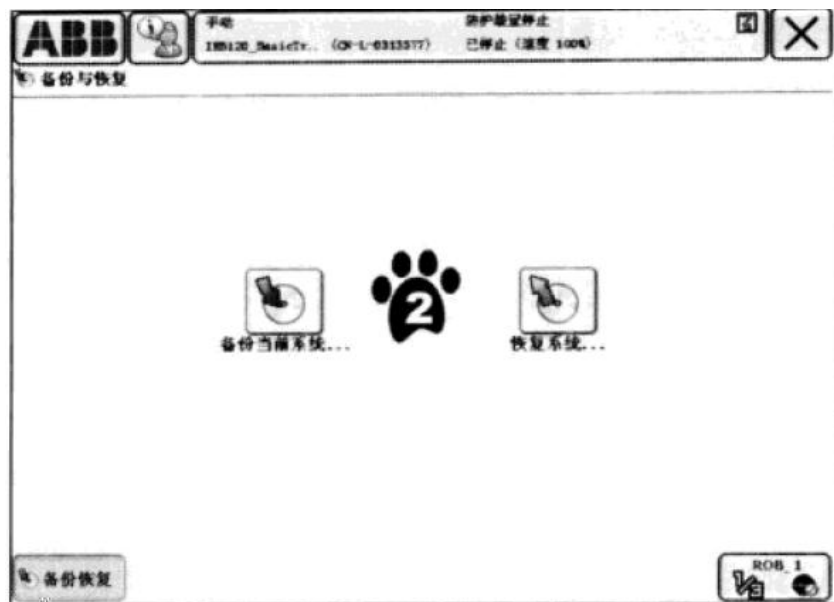 ABB
手动
防护装置停止
已停止 (速度 100%)
备份与恢复
2
备份当前系统...
恢复系统...
备份恢复
ROB_1
1/3